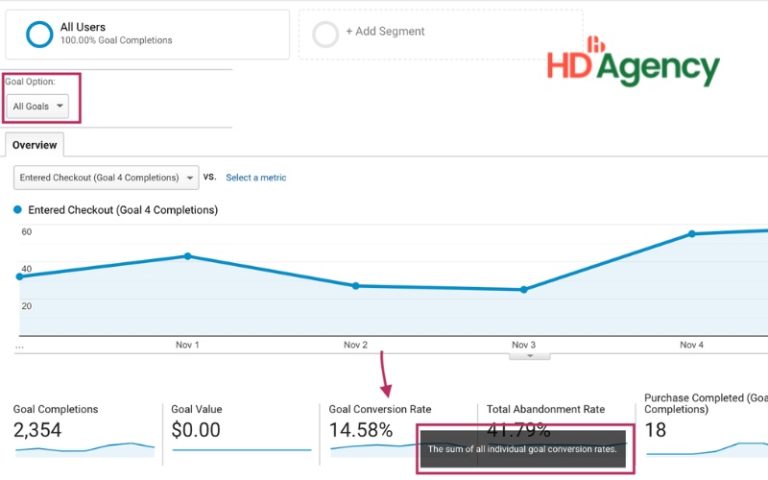 All Users
100.00% Goal Completions
+ Add Segment
HD Agency
Goal Option:
All Goals
Overview
Entered Checkout (Goal 4 Completions)
VS.
Select a metric
Entered Checkout (Goal 4 Completions)
60
40
20
...
Nov 1
Nov 2
Nov 3
Nov 4
Goal Completions
2,354
Goal Value
$0.00
Goal Conversion Rate
14.58%
Total Abandonment Rate
41.79%
The sum of all individual goal conversion rates.
Purchase Completed (Goa
Completions)
18